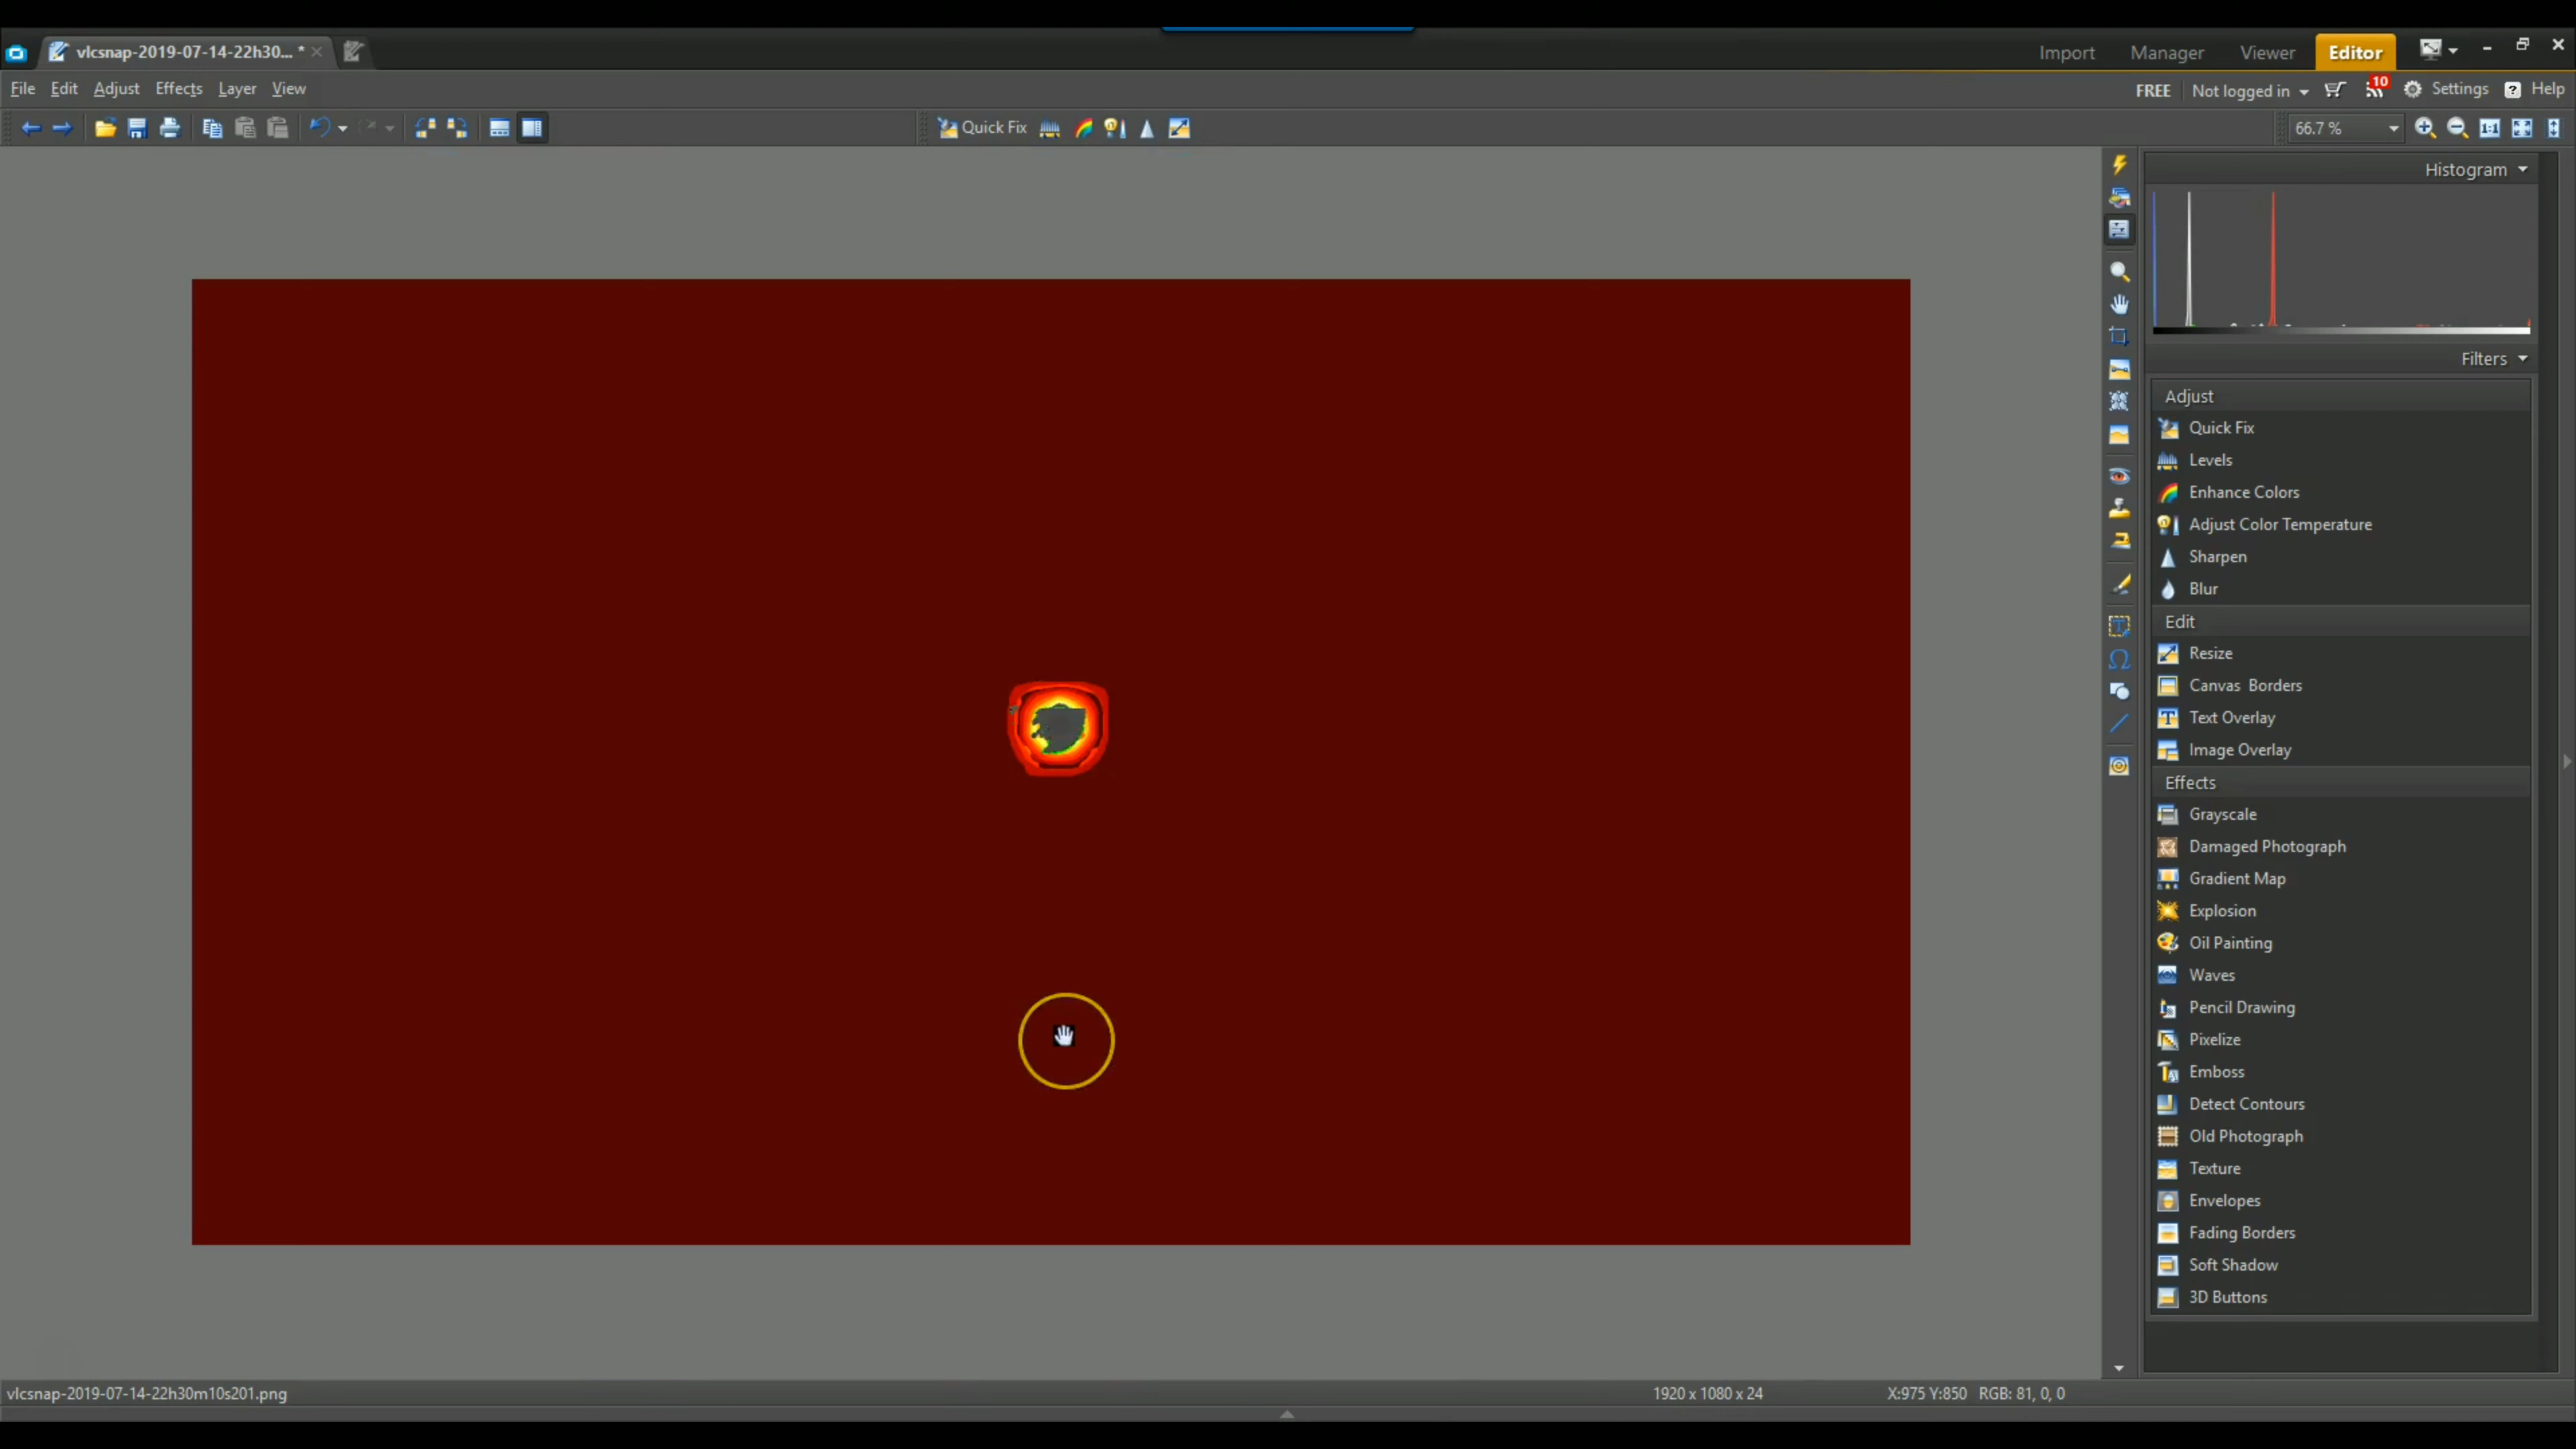 vlcsnap-2019-07-14-22h30... *
Import Manager Viewer Editor
File Edit Adjust Effects Layer View
FREE Not logged in 10 Settings ? Help
Quick Fix 66.7 % 1:1
Histogram
Filters
Adjust
Quick Fix
Levels
Enhance Colors
Adjust Color Temperature
Sharpen
Blur
Edit
Resize
Canvas Borders
Text Overlay
Image Overlay
Effects
Grayscale
Damaged Photograph
Gradient Map
Explosion
Oil Painting
Waves
Pencil Drawing
Pixelize
Emboss
Detect Contours
Old Photograph
Texture
Envelopes
Fading Borders
Soft Shadow
3D Buttons
vlcsnap-2019-07-14-22h30m10s201.png 1920 x 1080 x 24 X:975 Y:850 RGB: 81, 0, 0